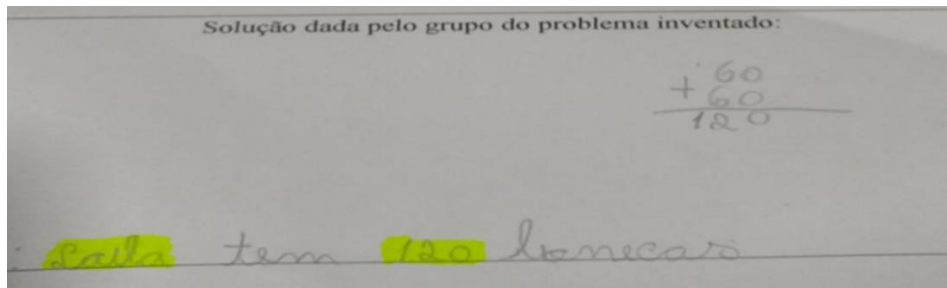 Solução dada pelo grupo do problema inventado:
60
+ 60
120
: Laila tem 120 bonecas